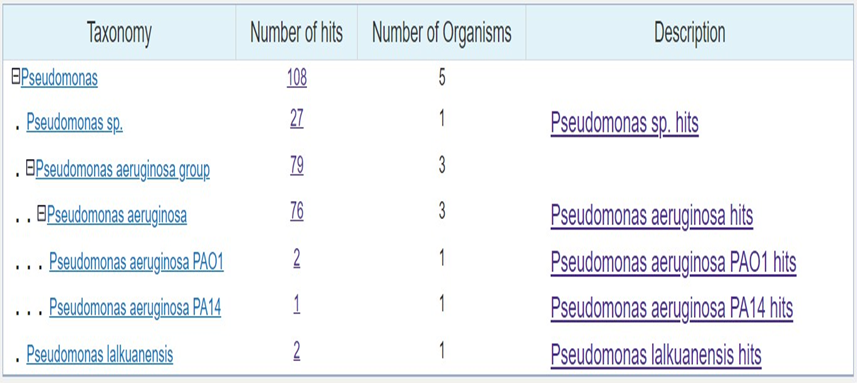 Taxonomy Number of hits Number of Organisms Description
⊟Pseudomonas 108 5
. Pseudomonas sp. 27 1 Pseudomonas sp. hits
. ⊟Pseudomonas aeruginosa group 79 3
. . ⊟Pseudomonas aeruginosa 76 3 Pseudomonas aeruginosa hits
. . . Pseudomonas aeruginosa PAO1 2 1 Pseudomonas aeruginosa PAO1 hits
. . . Pseudomonas aeruginosa PA14 1 1 Pseudomonas aeruginosa PA14 hits
. Pseudomonas lalkuanensis 2 1 Pseudomonas lalkuanensis hits